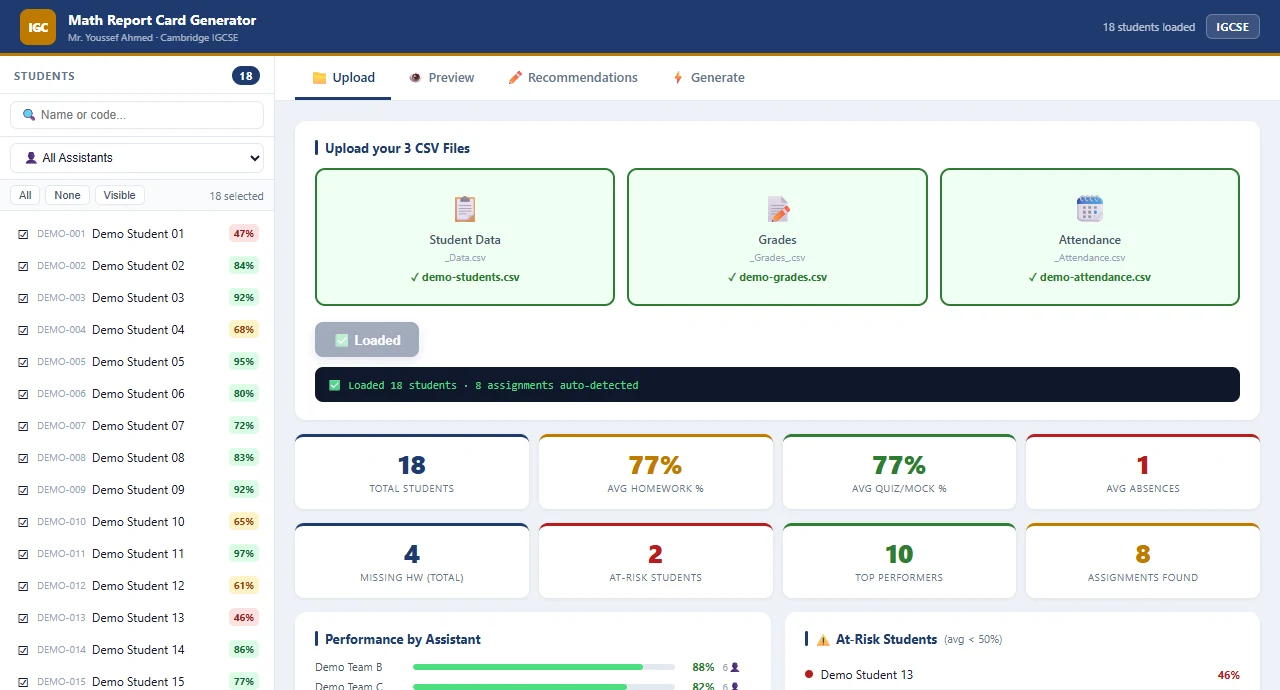 IGC
Math Report Card Generator
Mr. Youssef Ahmed · Cambridge IGCSE
18 students loaded
IGCSE
STUDENTS
18
Name or code...
All Assistants
All
None
Visible
18 selected
DEMO-001 Demo Student 01 47%
DEMO-002 Demo Student 02 84%
DEMO-003 Demo Student 03 92%
DEMO-004 Demo Student 04 68%
DEMO-005 Demo Student 05 95%
DEMO-006 Demo Student 06 80%
DEMO-007 Demo Student 07 72%
DEMO-008 Demo Student 08 83%
DEMO-009 Demo Student 09 92%
DEMO-010 Demo Student 10 65%
DEMO-011 Demo Student 11 97%
DEMO-012 Demo Student 12 61%
DEMO-013 Demo Student 13 46%
DEMO-014 Demo Student 14 86%
DEMO-015 Demo Student 15 77%
Upload
Preview
Recommendations
Generate
Upload your 3 CSV Files
Student Data
_Data.csv
✓ demo-students.csv
Grades
_Grades_.csv
✓ demo-grades.csv
Attendance
_Attendance.csv
✓ demo-attendance.csv
✅ Loaded
✅ Loaded 18 students · 8 assignments auto-detected
18
TOTAL STUDENTS
77%
AVG HOMEWORK %
77%
AVG QUIZ/MOCK %
1
AVG ABSENCES
4
MISSING HW (TOTAL)
2
AT-RISK STUDENTS
10
TOP PERFORMERS
8
ASSIGNMENTS FOUND
Performance by Assistant
Demo Team B 88% 6
Demo Team C 82% 6
⚠️ At-Risk Students (avg < 50%)
Demo Student 13 46%